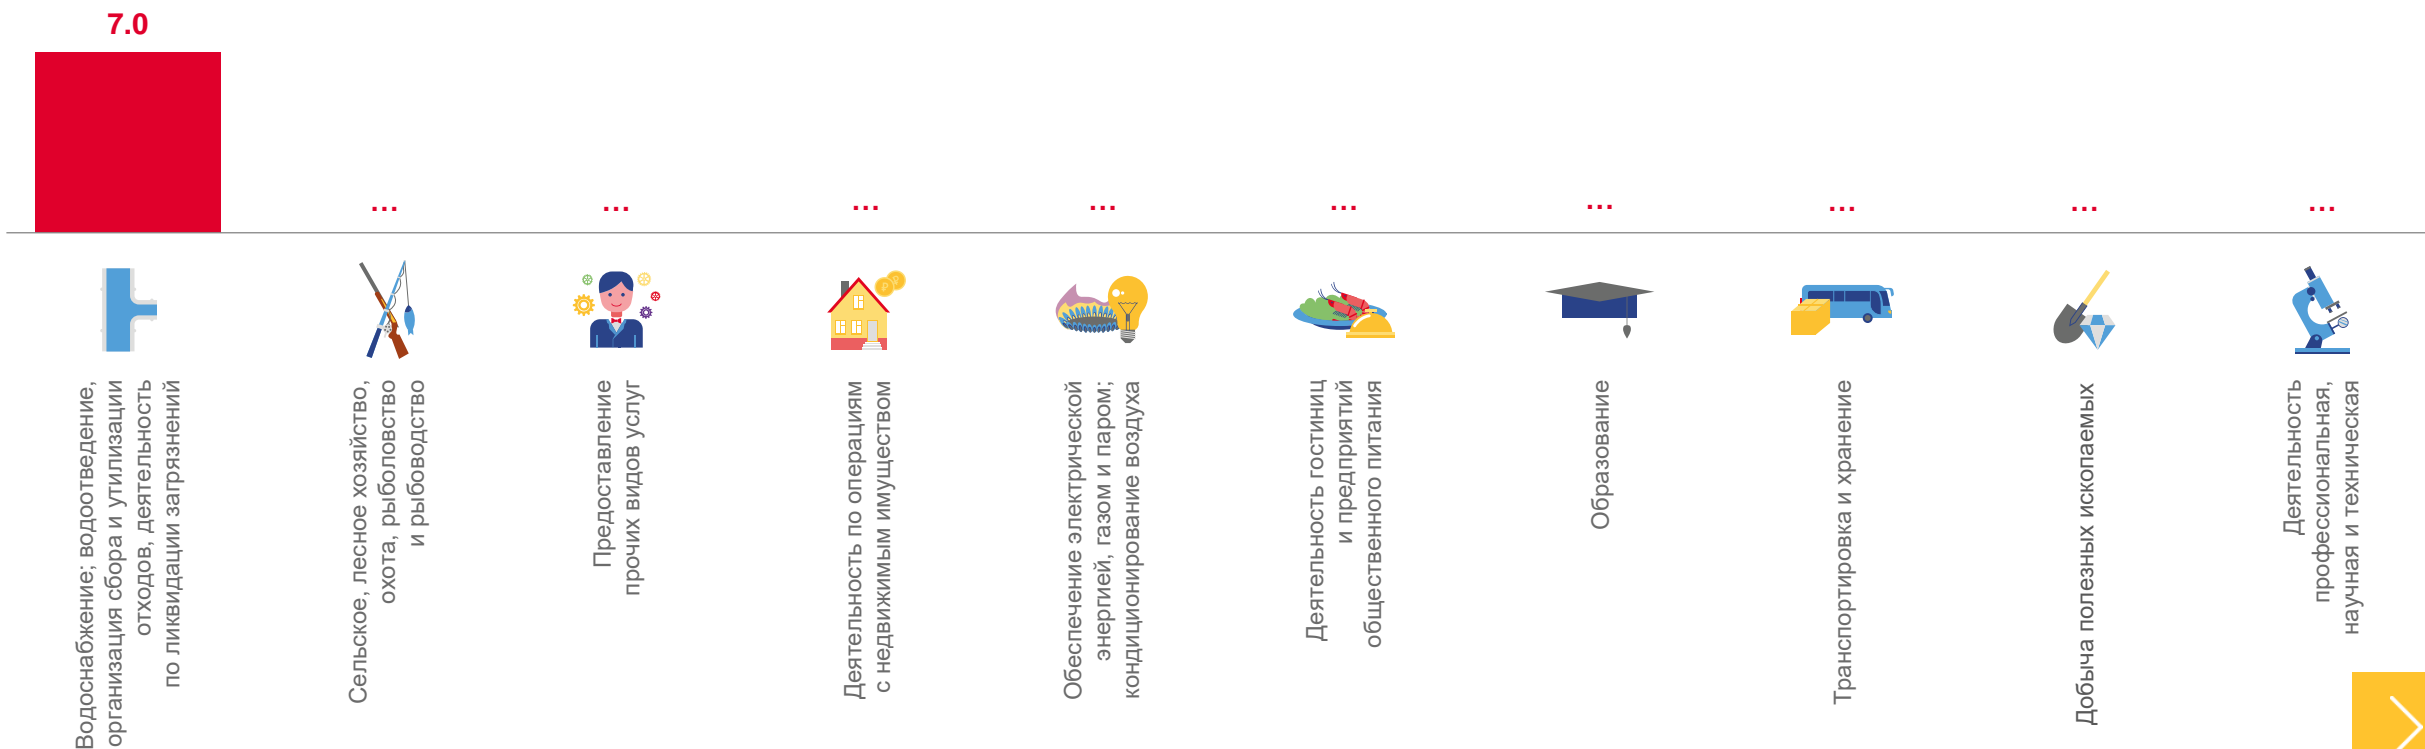 7.0
...
...
...
...
...
...
...
...
...
Водоснабжение; водоотведение,
организация сбора и утилизации
отходов, деятельность
по ликвидации загрязнений
Сельское, лесное хозяйство,
охота, рыболовство
и рыбоводство
Предоставление
прочих видов услуг
Деятельность по операциям
с недвижимым имуществом
Обеспечение электрической
энергией, газом и паром;
кондиционирование воздуха
Деятельность гостиниц
и предприятий
общественного питания
Образование
Транспортировка и хранение
Добыча полезных ископаемых
Деятельность
профессиональная,
научная и техническая